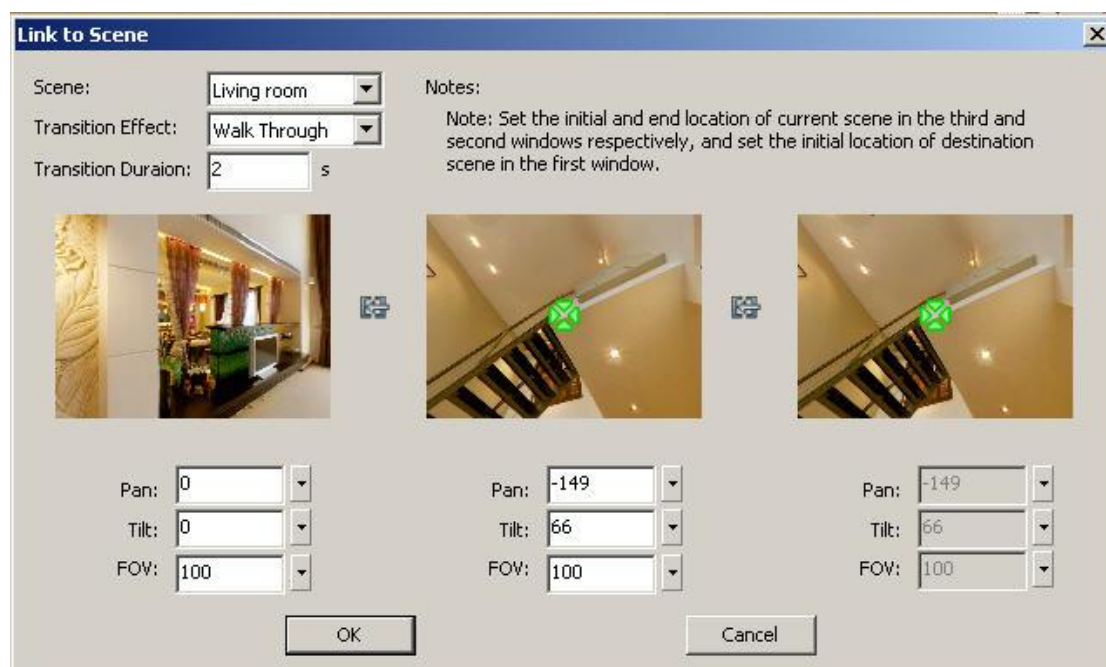 Link to Scene
Scene: Living room
Transition Effect: Walk Through
Transition Duraion: 2 s
Notes:
Note: Set the initial and end location of current scene in the third and
second windows respectively, and set the initial location of destination
scene in the first window.
Pan: 0 Pan: -149 Pan: -149
Tilt: 0 Tilt: 66 Tilt: 66
FOV: 100 FOV: 100 FOV: 100
OK Cancel